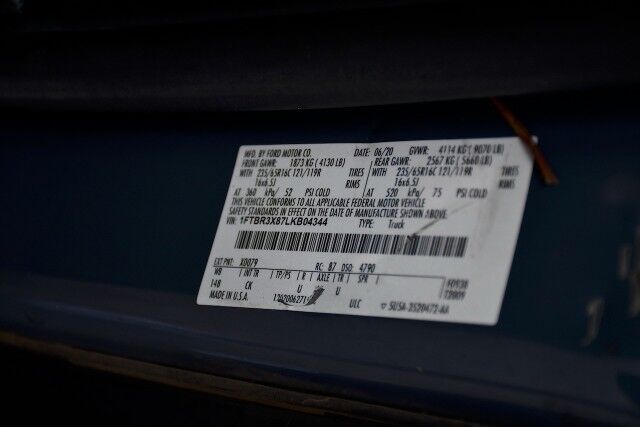 MFD. BY FORD MOTOR CO. DATE: 06/20 GVWR: 4114 KG (9070 LB)
FRONT GAWR: 1873 KG (4130 LB) REAR GAWR: 2567 KG (5660 LB)
WITH 235/65R16C 121/119R TIRES WITH 235/65R16C 121/119R TIRES
16x6.5J RIMS 16x6.5J RIMS
AT 360 kPa/ 52 PSI COLD AT 520 kPa/ 75 PSI COLD
THIS VEHICLE CONFORMS TO ALL APPLICABLE FEDERAL MOTOR VEHICLE
SAFETY STANDARDS IN EFFECT ON THE DATE OF MANUFACTURE SHOWN ABOVE.
VIN: 1FTBR3X87LKB04344 TYPE: Truck
EXT PNT: X0079 RC: 87 DSO: 4790
WB INT TR TP/PS R AXLE TR SPR
148 CK U U
MADE IN U.S.A. ULC